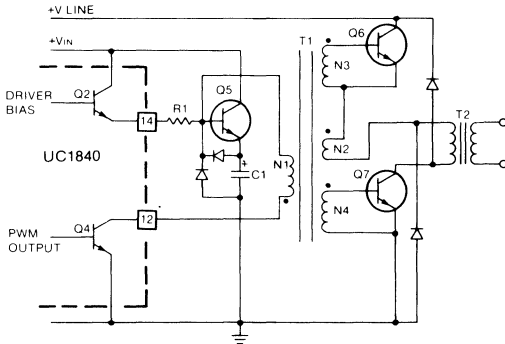 +V LINE
+VIN
DRIVER
BIAS
Q2
14
R1
Q5
UC1840
+
C1
N1
12
PWM
OUTPUT
Q4
T1
Q6
N3
N2
Q7
N4
T2